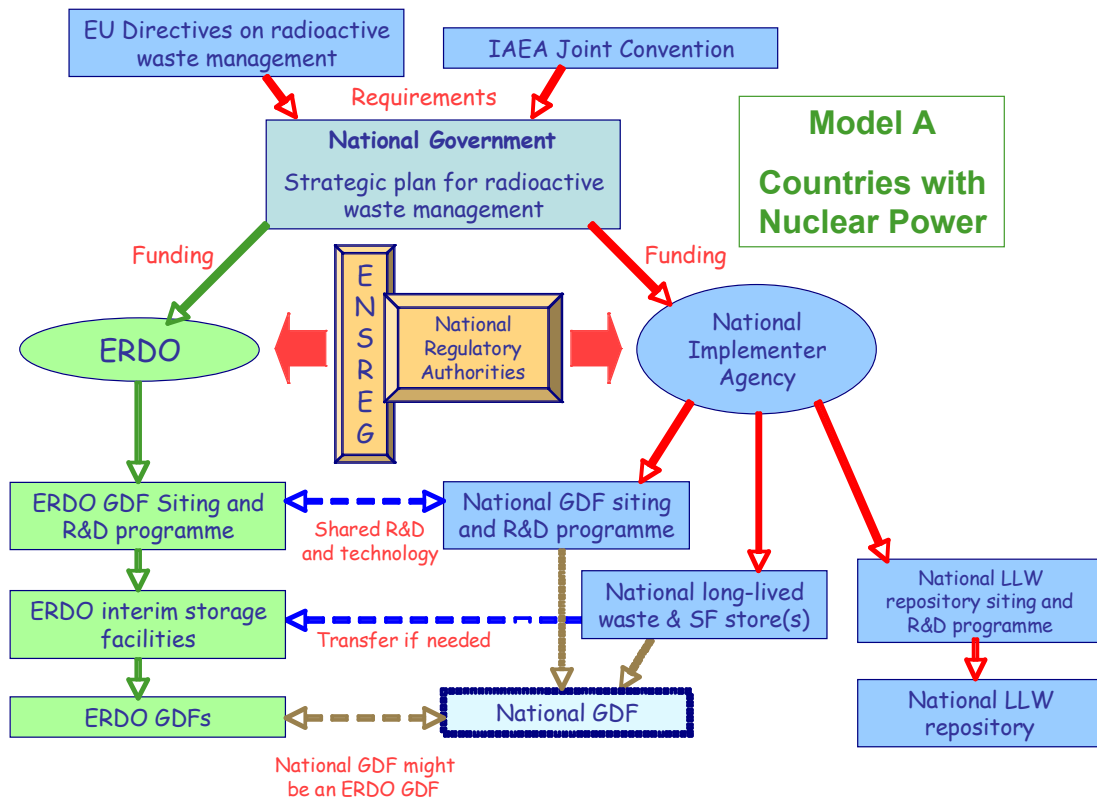 EU Directives on radioactive
waste management
IAEA Joint Convention
Requirements
National Government
Strategic plan for radioactive
waste management
Model A
Countries with
Nuclear Power
Funding
Funding
ENSREG
National
Regulatory
Authorities
ERDO
National
Implementer
Agency
ERDO GDF Siting and
R&D programme
Shared R&D
and technology
National GDF siting
and R&D programme
ERDO interim storage
facilities
Transfer if needed
National long-lived
waste & SF store(s)
National LLW
repository siting and
R&D programme
ERDO GDFs
National GDF
National LLW
repository
National GDF might
be an ERDO GDF